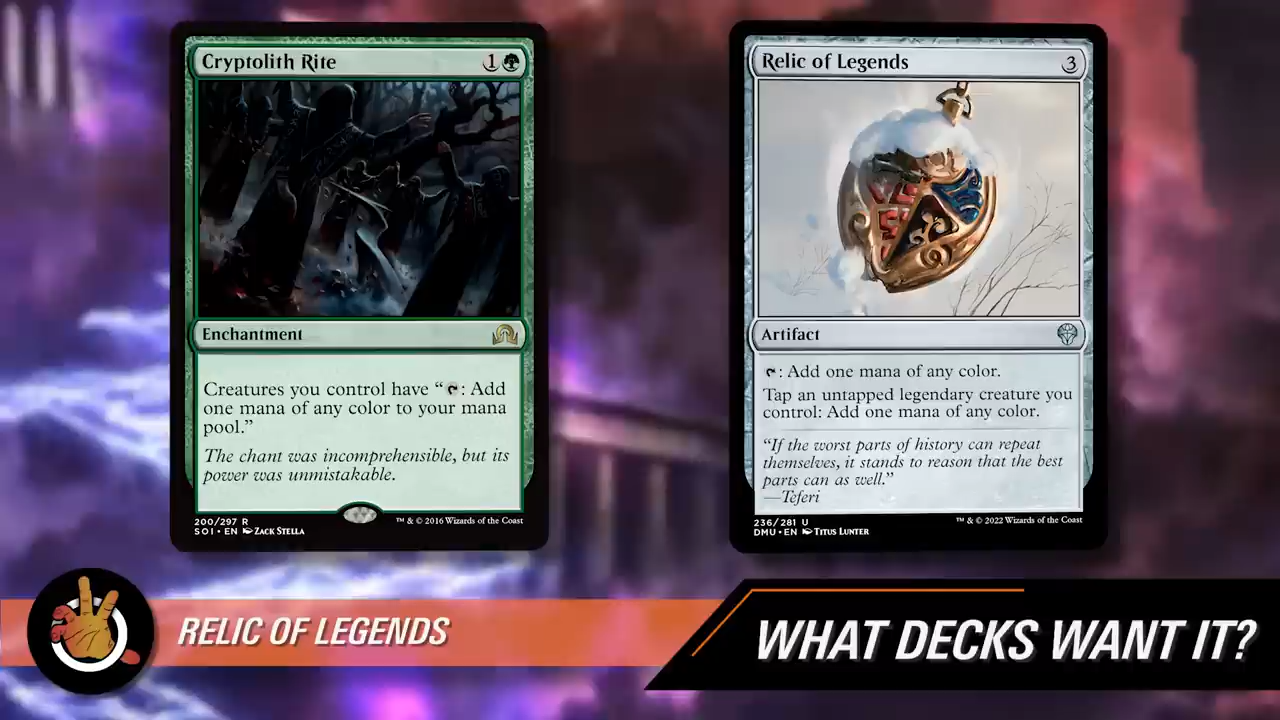 Cryptolith Rite 1
Enchantment
Creatures you control have “: Add
one mana of any color to your mana
pool.”
The chant was incomprehensible, but its
power was unmistakable.
200/297 R
SOI • EN ZACK STELLA
™ & © 2016 Wizards of the Coast
Relic of Legends 3
Artifact
: Add one mana of any color.
Tap an untapped legendary creature you
control: Add one mana of any color.
“If the worst parts of history can repeat
themselves, it stands to reason that the best
parts can as well.”
—Teferi
236/281 U
DMU • EN TITUS LUNTER
™ & © 2022 Wizards of the Coast
RELIC OF LEGENDS
WHAT DECKS WANT IT?